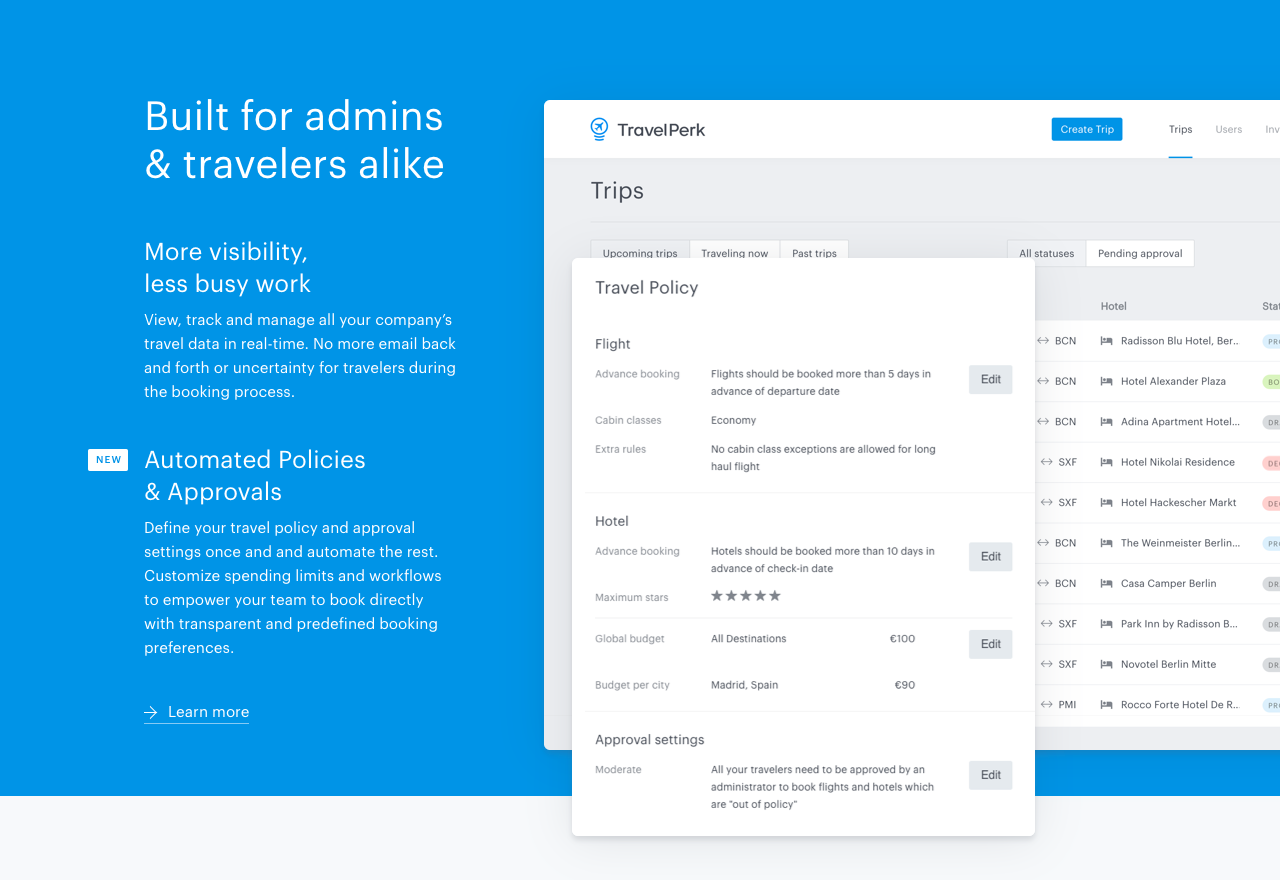 Built for admins
& travelers alike
More visibility,
less busy work
View, track and manage all your company’s
travel data in real-time. No more email back
and forth or uncertainty for travelers during
the booking process.
NEW
Automated Policies
& Approvals
Define your travel policy and approval
settings once and and automate the rest.
Customize spending limits and workflows
to empower your team to book directly
with transparent and predefined booking
preferences.
Learn more
TravelPerk
Create Trip
Trips
Users
Inv
Trips
Upcoming trips
Traveling now
Past trips
All statuses
Pending approval
Travel Policy
Flight
Advance booking
Flights should be booked more than 5 days in
advance of departure date
Edit
Cabin classes
Economy
Extra rules
No cabin class exceptions are allowed for long
haul flight
Hotel
Advance booking
Hotels should be booked more than 10 days in
advance of check-in date
Edit
Maximum stars
★★★★★
Global budget
All Destinations
€100
Edit
Budget per city
Madrid, Spain
€90
Approval settings
Moderate
All your travelers need to be approved by an
administrator to book flights and hotels which
are “out of policy”
Edit
Hotel
Stat
↔ BCN Radisson Blu Hotel, Ber.. PRO
↔ BCN Hotel Alexander Plaza BO
↔ BCN Adina Apartment Hotel... DR
↔ SXF Hotel Nikolai Residence DEC
↔ SXF Hotel Hackescher Markt DEC
↔ BCN The Weinmeister Berlin... PRO
↔ BCN Casa Camper Berlin DR
↔ SXF Park Inn by Radisson B... DR
↔ SXF Novotel Berlin Mitte DR
↔ PMI Rocco Forte Hotel De R... PRO